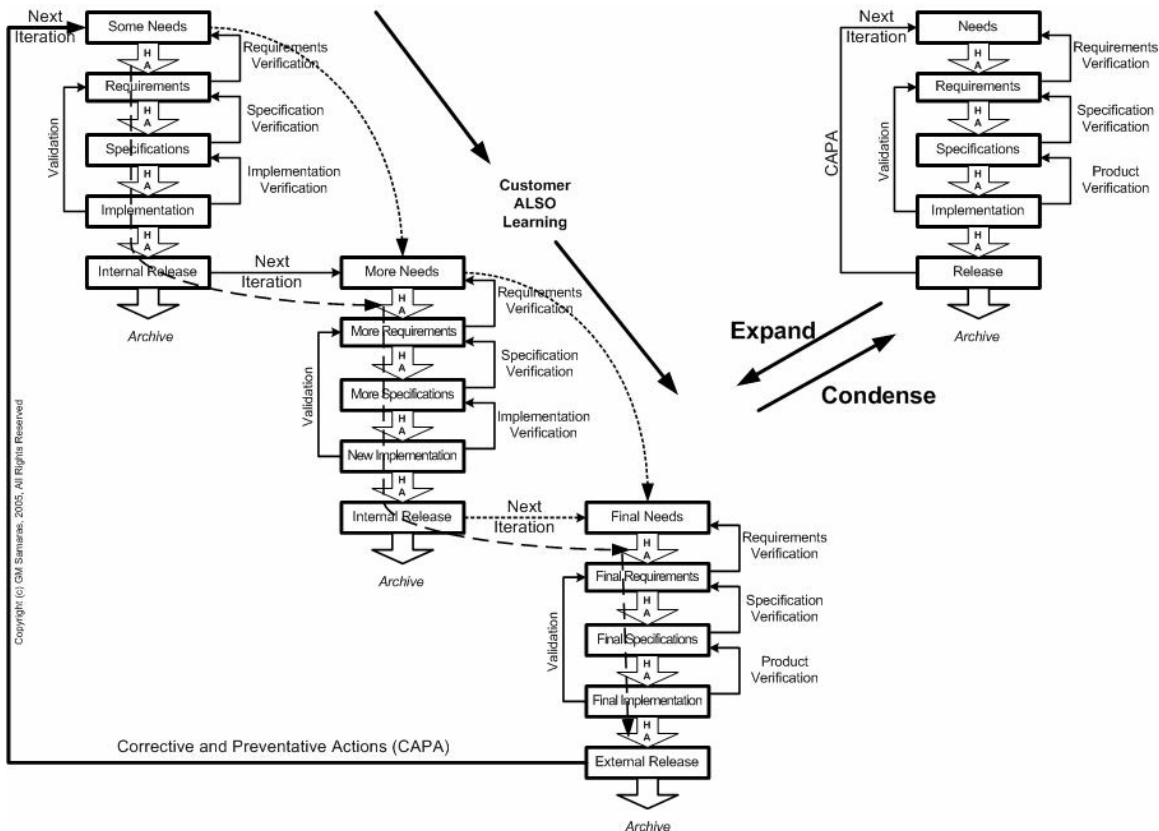 Next
Iteration
Some Needs
H
A
Requirements
Verification
Requirements
H
A
Specification
Verification
Validation
Specifications
H
A
Implementation
Verification
Implementation
H
A
Internal Release
Archive
Next
Iteration
Customer
ALSO
Learning
More Needs
H
A
Requirements
Verification
More Requirements
H
A
Specification
Verification
Validation
More Specifications
H
A
Implementation
Verification
New Implementation
H
A
Internal Release
Archive
Next
Iteration
Final Needs
H
A
Requirements
Verification
Final Requirements
H
A
Specification
Verification
Validation
Final Specifications
H
A
Product
Verification
Final Implementation
H
A
External Release
Archive
Corrective and Preventative Actions (CAPA)
Copyright (c) GM Samaras, 2005, All Rights Reserved
Expand
Condense
Next
Iteration
Needs
H
A
Requirements
Verification
Requirements
H
A
Specification
Verification
CAPA
Validation
Specifications
H
A
Product
Verification
Implementation
H
A
Release
Archive